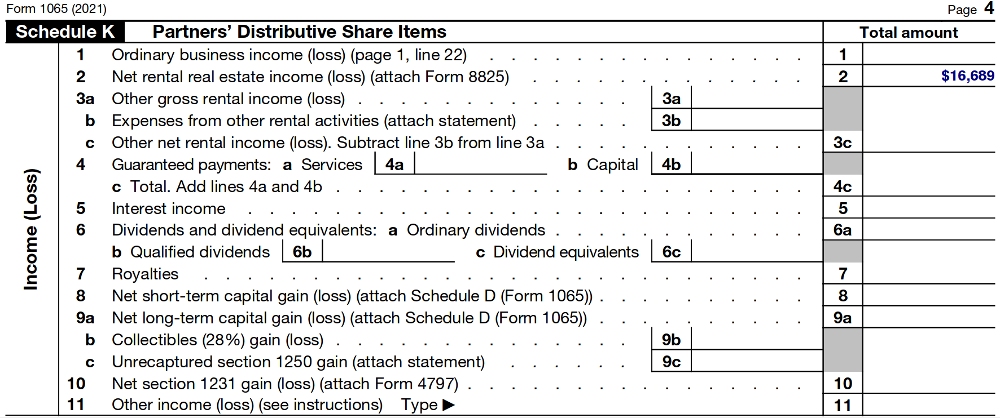 Form 1065 (2021) Page 4
Schedule K Partners’ Distributive Share Items Total amount
Income (Loss)
1 Ordinary business income (loss) (page 1, line 22) . . . . . . . . . . . . . . . 1
2 Net rental real estate income (loss) (attach Form 8825) . . . . . . . . . . . . . 2 $16,689
3a Other gross rental income (loss) . . . . . . . . . . . . . 3a
b Expenses from other rental activities (attach statement) . . . . . 3b
c Other net rental income (loss). Subtract line 3b from line 3a . . . . . . . . . . . . 3c
4 Guaranteed payments: a Services 4a b Capital 4b
c Total. Add lines 4a and 4b . . . . . . . . . . . . . . . . . . . . . . 4c
5 Interest income . . . . . . . . . . . . . . . . . . . . . . . . . . 5
6 Dividends and dividend equivalents: a Ordinary dividends . . . . . . . . . . . . 6a
b Qualified dividends 6b c Dividend equivalents 6c
7 Royalties . . . . . . . . . . . . . . . . . . . . . . . . . . . . 7
8 Net short-term capital gain (loss) (attach Schedule D (Form 1065)) . . . . . . . . . . 8
9a Net long-term capital gain (loss) (attach Schedule D (Form 1065)) . . . . . . . . . . 9a
b Collectibles (28%) gain (loss) . . . . . . . . . . . . . . 9b
c Unrecaptured section 1250 gain (attach statement) . . . . . . 9c
10 Net section 1231 gain (loss) (attach Form 4797) . . . . . . . . . . . . . . . . 10
11 Other income (loss) (see instructions) Type ▶ 11